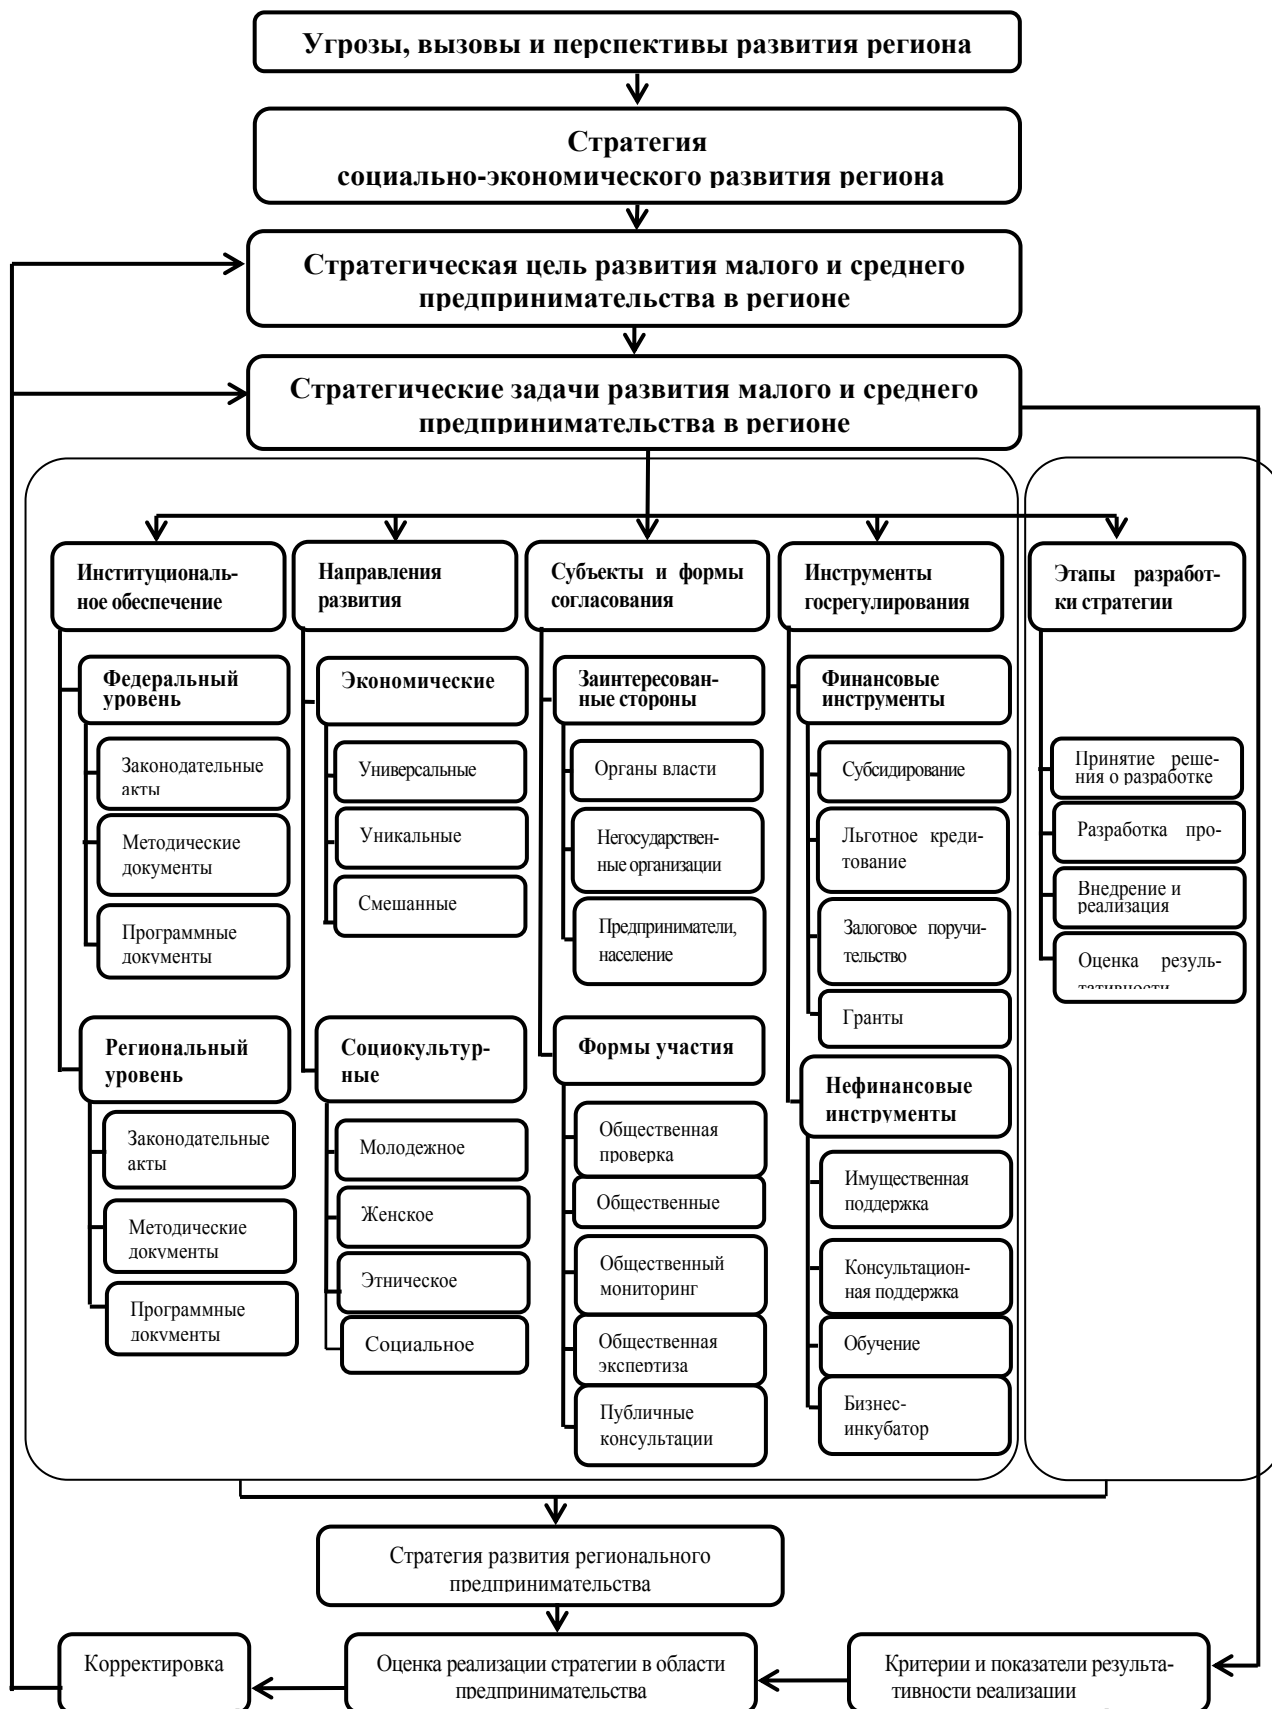 Угрозы, вызовы и перспективы развития региона
Стратегия
социально-экономического развития региона
Стратегическая цель развития малого и среднего
предпринимательства в регионе
Стратегические задачи развития малого и среднего
предпринимательства в регионе
Институциональ-
ное обеспечение
Федеральный
уровень
Законодательные
акты
Методические
документы
Программные
документы
Региональный
уровень
Законодательные
акты
Методические
документы
Программные
документы
Направления
развития
Экономические
Универсальные
Уникальные
Смешанные
Социокультур-
ные
Молодежное
Женское
Этническое
Социальное
Субъекты и формы
согласования
Заинтересован-
ные стороны
Органы власти
Негосударствен-
ные организации
Предприниматели,
население
Формы участия
Общественная
проверка
Общественные
Общественный
мониторинг
Общественная
экспертиза
Публичные
консультации
Инструменты
госрегулирования
Финансовые
инструменты
Субсидирование
Льготное креди-
тование
Залоговое поручи-
тельство
Гранты
Нефинансовые
инструменты
Имущественная
поддержка
Консультацион-
ная поддержка
Обучение
Бизнес-
инкубатор
Этапы разработ-
ки стратегии
Принятие реше-
ния о разработке
Разработка про-
Внедрение и
реализация
Оценка резуль-
тативности
Стратегия развития регионального
предпринимательства
Корректировка
Оценка реализации стратегии в области
предпринимательства
Критерии и показатели результа-
тивности реализации